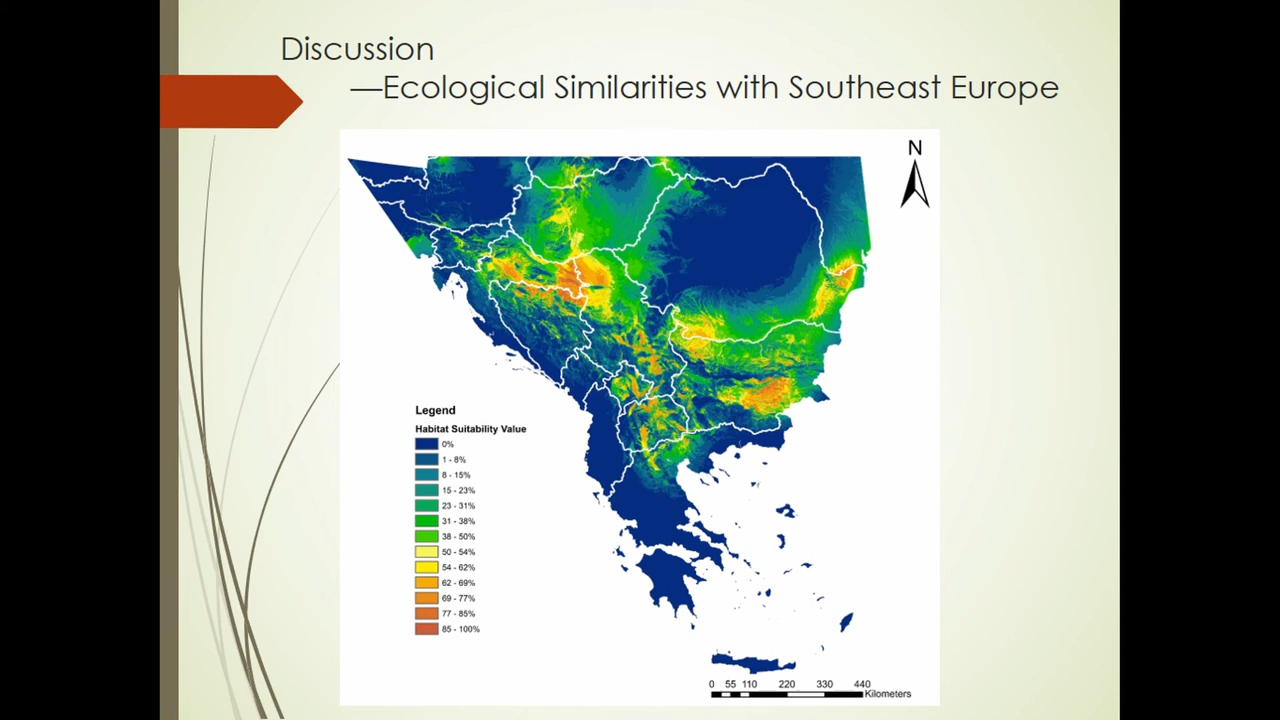 Discussion
—Ecological Similarities with Southeast Europe
N
Legend
Habitat Suitability Value
0%
1 - 8%
8 - 15%
15 - 23%
23 - 31%
31 - 38%
38 - 50%
50 - 54%
54 - 62%
62 - 69%
69 - 77%
77 - 85%
85 - 100%
0 55 110 220 330 440
Kilometers